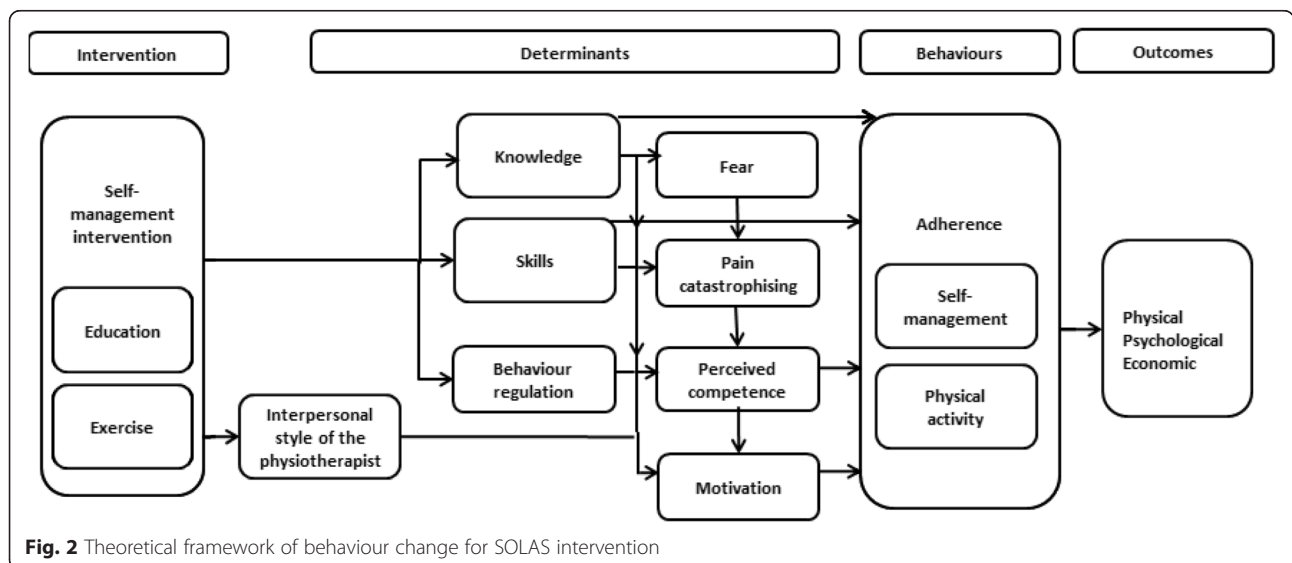 Intervention
Determinants
Behaviours
Outcomes
Self-
management
intervention
Education
Exercise
Interpersonal
style of the
physiotherapist
Knowledge
Skills
Behaviour
regulation
Fear
Pain
catastrophising
Perceived
competence
Motivation
Adherence
Self-
management
Physical
activity
Physical
Psychological
Economic
Fig. 2 Theoretical framework of behaviour change for SOLAS intervention